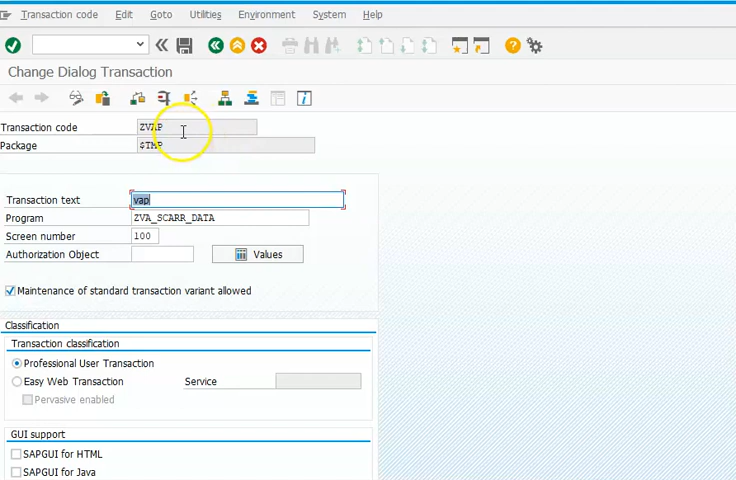 Transaction code Edit Goto Utilities Environment System Help
Change Dialog Transaction
Transaction code ZVAP
Package $TMP
Transaction text vap
Program ZVA_SCARR_DATA
Screen number 100
Authorization Object Values
Maintenance of standard transaction variant allowed
Classification
Transaction classification
Professional User Transaction
Easy Web Transaction Service
Pervasive enabled
GUI support
SAPGUI for HTML
SAPGUI for Java